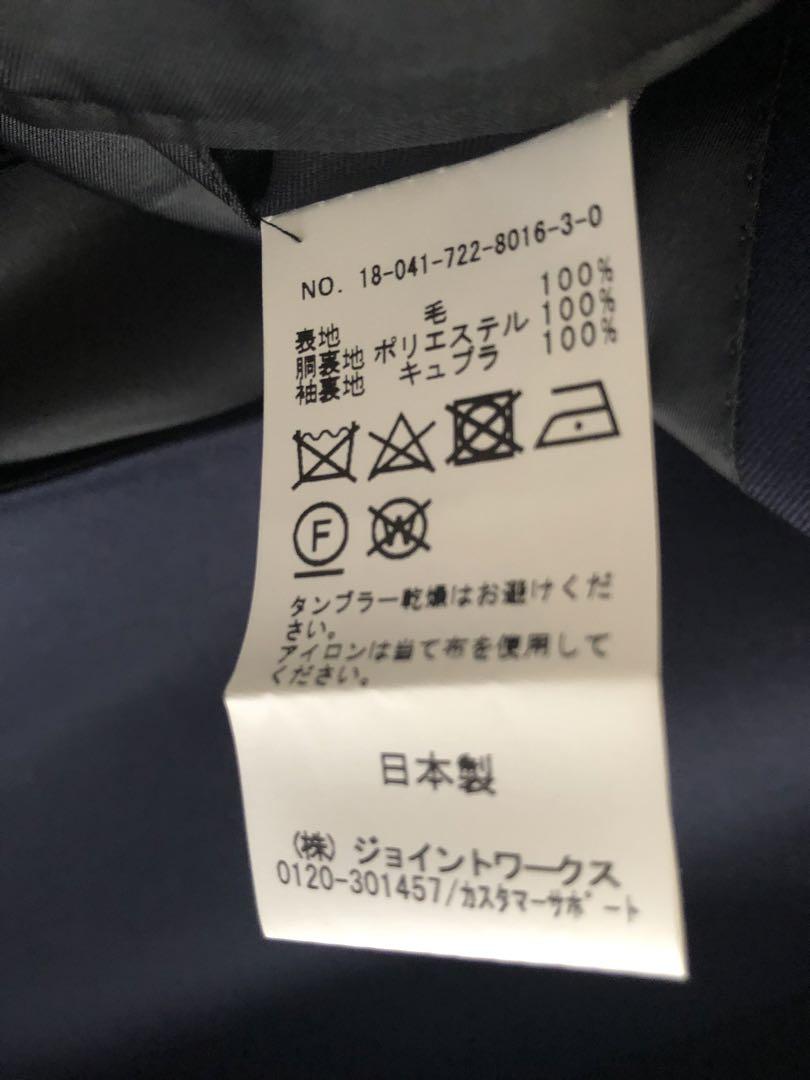 NO. 18-041-722-8016-3-0
表地 毛 100%
胴裏地 ポリエステル 100%
袖裏地 キュプラ 100%
F W
タンブラー乾燥はお避けくだ
さい。
アイロンは当て布を使用して
ください。
日本製
(株) ジョイントワークス
0120-301457/カスタマーサポート